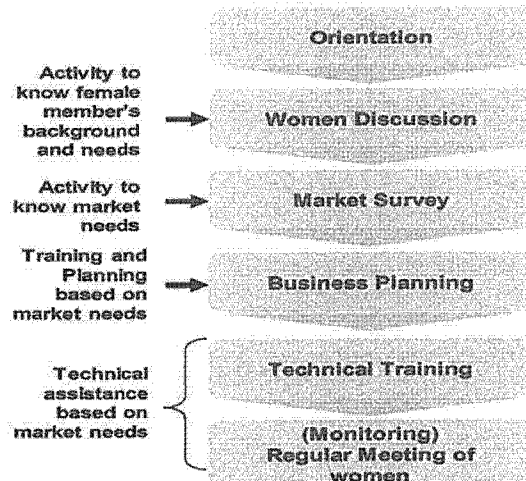 Orientation
Activity to
know female
member's
background
and needs
Women Discussion
Activity to
know market
needs
Market Survey
Training and
Planning
based on
market needs
Business Planning
Technical
assistance
based on
market needs
Technical Training
(Monitoring)
Regular Meeting of
women